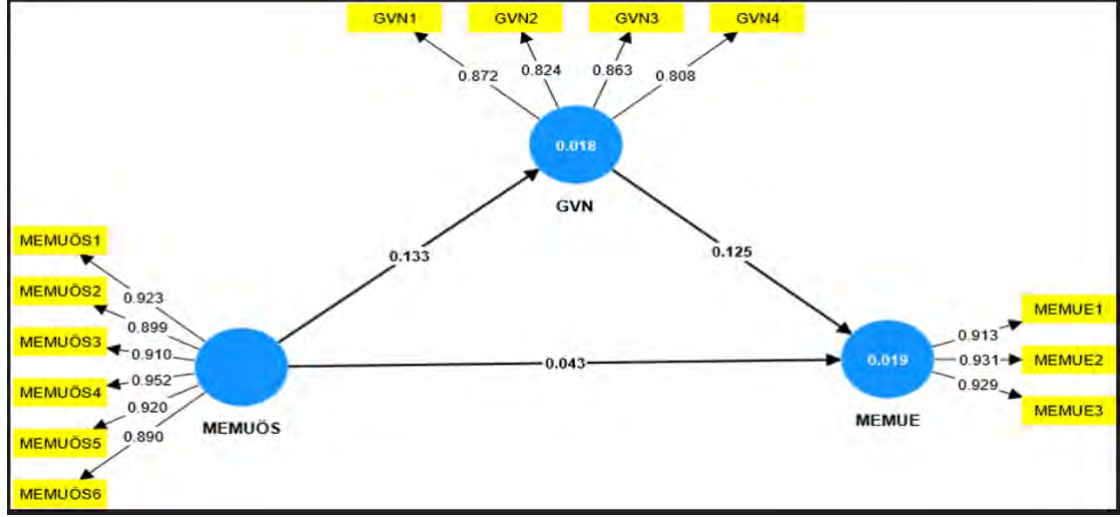 GVN1 GVN2 GVN3 GVN4
0.872 0.824 0.863 0.808
0.018
GVN
0.133 0.125
MEMUÖS1
MEMUÖS2
MEMUÖS3
MEMUÖS4
MEMUÖS5
MEMUÖS6
0.923
0.899
0.910
0.952
0.920
0.890
MEMUÖS
0.043
0.019
MEMUE
0.913
0.931
0.929
MEMUE1
MEMUE2
MEMUE3